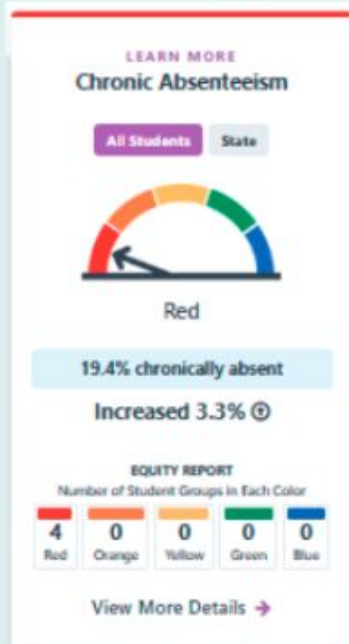 LEARN MORE
Chronic Absenteeism
All Students State
Red
19.4% chronically absent
Increased 3.3%
EQUITY REPORT
Number of Student Groups in Each Color
4 0 0 0 0
Red Orange Yellow Green Blue
View More Details →